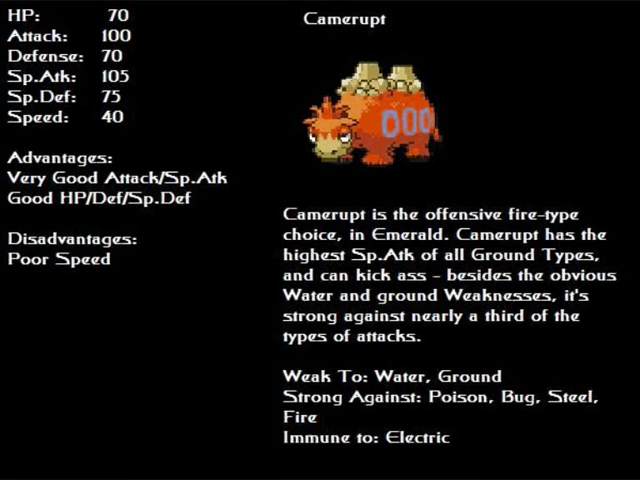 HP: 70
Attack: 100
Defense: 70
Sp.Atk: 105
Sp.Def: 75
Speed: 40
Advantages:
Very Good Attack/Sp.Atk
Good HP/Def/Sp.Def
Disadvantages:
Poor Speed
Camerupt
Camerupt is the offensive fire-type
choice, in Emerald. Camerupt has the
highest Sp.Atk of all Ground Types,
and can kick ass - besides the obvious
Water and ground Weaknesses, it's
strong against nearly a third of the
types of attacks.
Weak To: Water, Ground
Strong Against: Poison, Bug, Steel,
Fire
Immune to: Electric